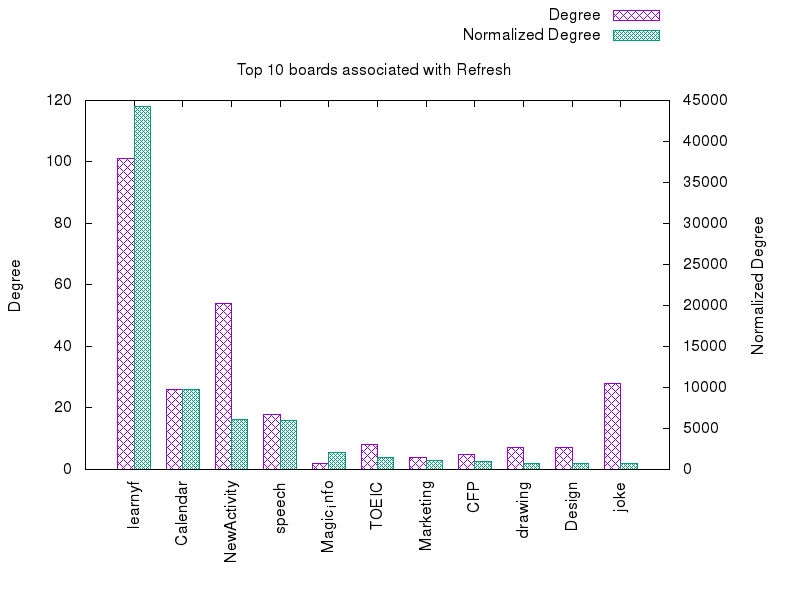 Degree
Normalized Degree
Top 10 boards associated with Refresh
120
100
80
60
40
20
0
45000
40000
35000
30000
25000
20000
15000
10000
5000
0
Degree
Normalized Degree
learnyf
Calendar
NewActivity
speech
Magicᵢnfo
TOEIC
Marketing
CFP
drawing
Design
joke